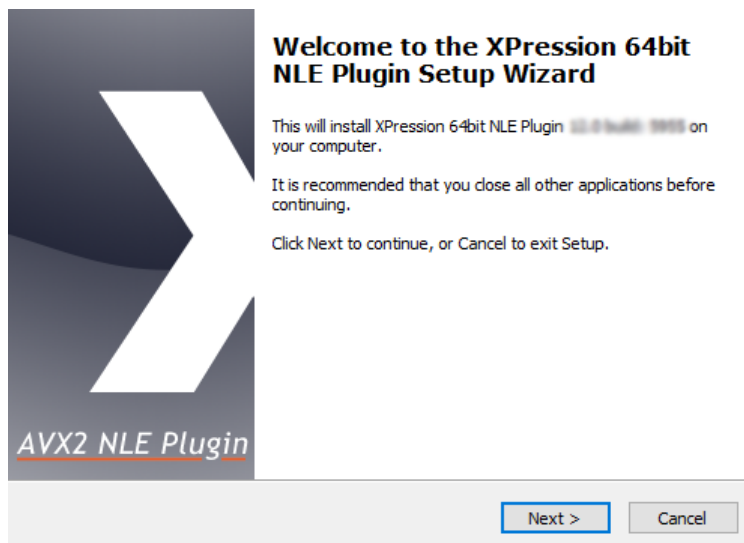 Welcome to the XPression 64bit
NLE Plugin Setup Wizard
This will install XPression 64bit NLE Plugin on
your computer.
It is recommended that you close all other applications before
continuing.
Click Next to continue, or Cancel to exit Setup.
AVX2 NLE Plugin
Next >
Cancel